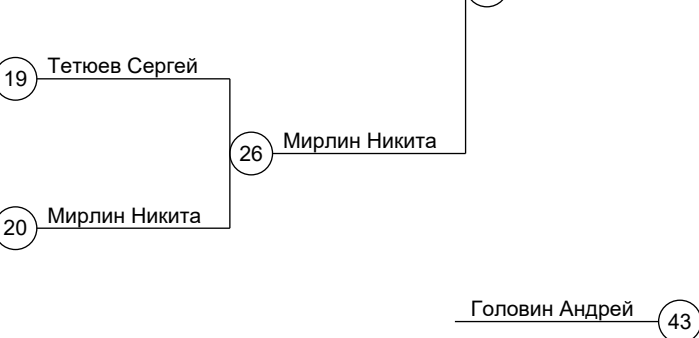 Тетюев Сергей
19
Мирлин Никита
26
Мирлин Никита
20
Головин Андрей
43